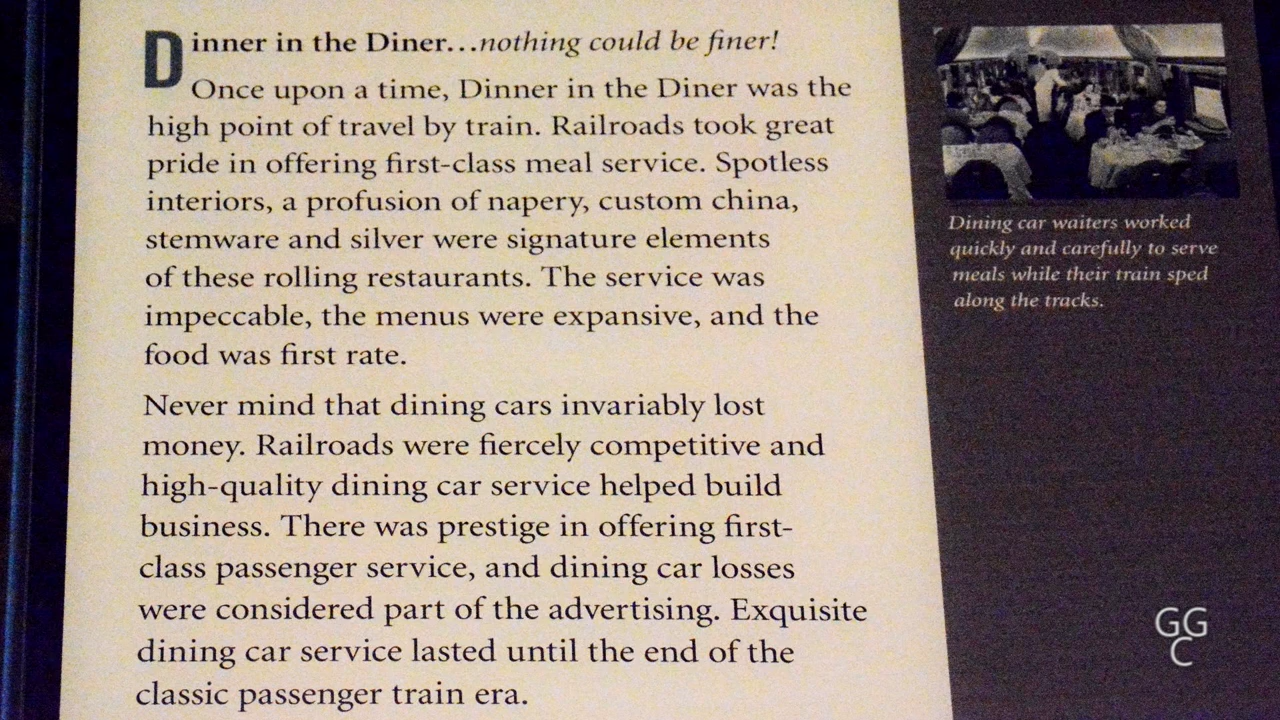 Dinner in the Diner...nothing could be finer!
Once upon a time, Dinner in the Diner was the
high point of travel by train. Railroads took great
pride in offering first-class meal service. Spotless
interiors, a profusion of napery, custom china,
stemware and silver were signature elements
of these rolling restaurants. The service was
impeccable, the menus were expansive, and the
food was first rate.
Never mind that dining cars invariably lost
money. Railroads were fiercely competitive and
high-quality dining car service helped build
business. There was prestige in offering first-
class passenger service, and dining car losses
were considered part of the advertising. Exquisite
dining car service lasted until the end of the
classic passenger train era.
Dining car waiters worked
quickly and carefully to serve
meals while their train sped
along the tracks.
GG
C